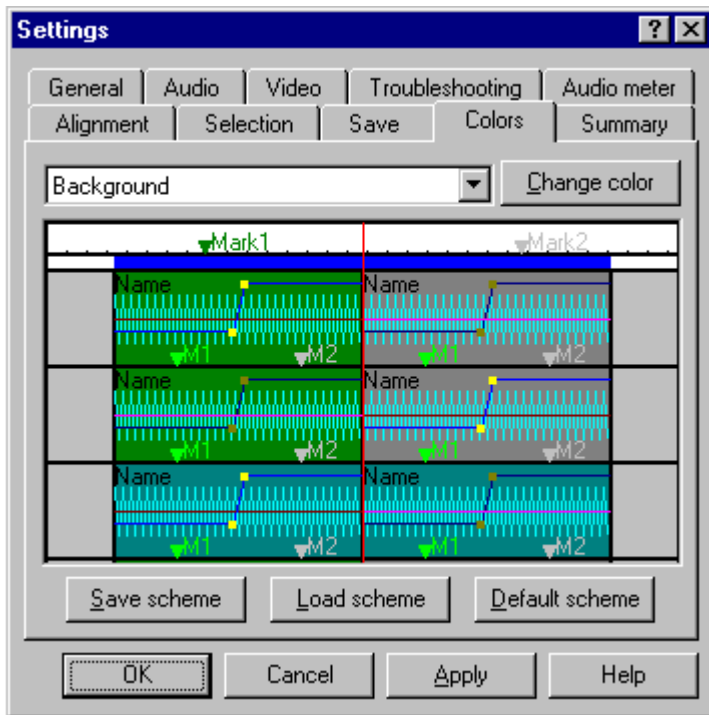 Settings
General Audio Video Troubleshooting Audio meter
Alignment Selection Save Colors Summary
Background Change color
Mark1 Mark2
Name Name
M1 M2 M1 M2
Name Name
M1 M2 M1 M2
Name Name
M1 M2 M1 M2
Save scheme Load scheme Default scheme
OK Cancel Apply Help